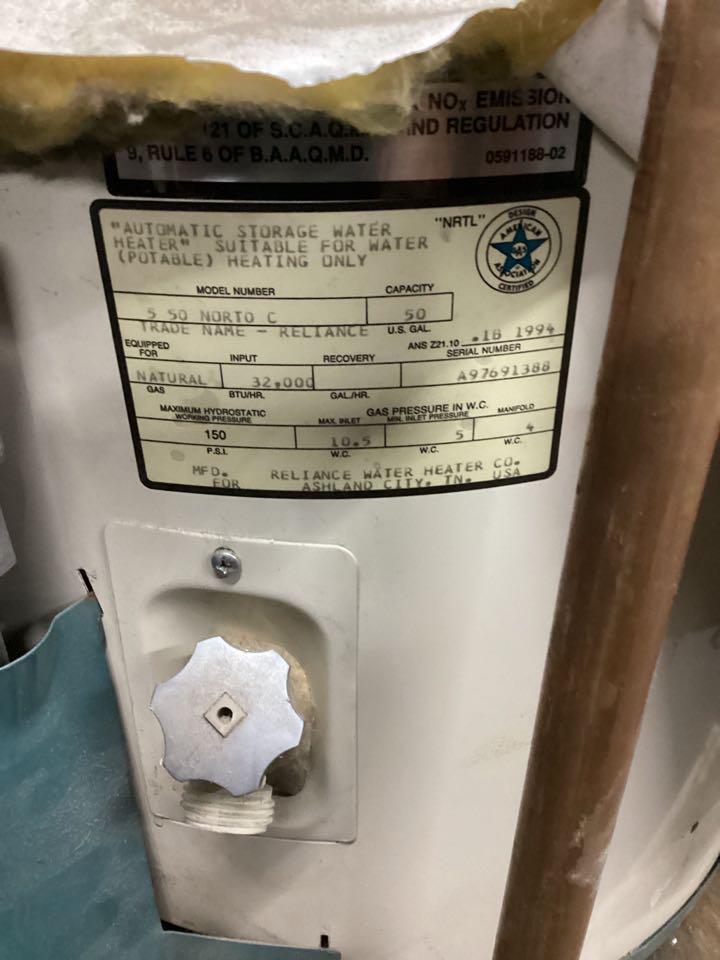 NOx EMISSION
21 OF S.C.A.Q. AND REGULATION
9, RULE 6 OF B.A.A.Q.M.D. 0591188-02
"AUTOMATIC STORAGE WATER
HEATER" SUITABLE FOR WATER
(POTABLE) HEATING ONLY
"NRTL"
DESIGN
AMERICAN
GAS
ASSOCIATION
CERTIFIED
MODEL NUMBER CAPACITY
5 50 NORTO C 50
TRADE NAME - RELIANCE U.S. GAL.
ANS Z21.10 .1B 1994
EQUIPPED
FOR INPUT RECOVERY SERIAL NUMBER
NATURAL 32,000 A97691388
GAS BTU/HR. GAL./HR.
MAXIMUM HYDROSTATIC
WORKING PRESSURE
GAS PRESSURE IN W.C.
MAX. INLET MIN. INLET PRESSURE MANIFOLD
150 10.5 5 4
P.S.I. W.C. W.C. W.C.
MFD. RELIANCE WATER HEATER CO.
FOR ASHLAND CITY, TN. USA